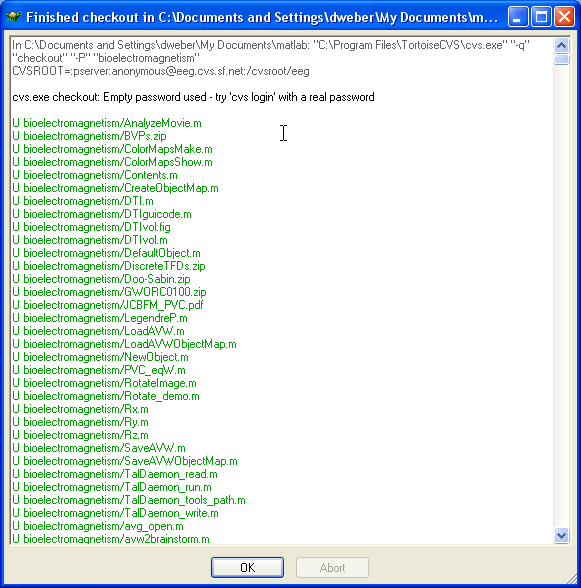 Finished checkout in C:\Documents and Settings\dweber\My Documents\m...
In C:\Documents and Settings\dweber\My Documents\matlab: "C:\Program Files\TortoiseCVS\cvs.exe" "-q"
"checkout" "-P" "bioelectromagnetism"
CVSROOT=:pserver:anonymous@eeg.cvs.sf.net:/cvsroot/eeg
cvs.exe checkout: Empty password used - try 'cvs login' with a real password
U bioelectromagnetism/AnalyzeMovie.m
U bioelectromagnetism/BVPs.zip
U bioelectromagnetism/ColorMapsMake.m
U bioelectromagnetism/ColorMapsShow.m
U bioelectromagnetism/Contents.m
U bioelectromagnetism/CreateObjectMap.m
U bioelectromagnetism/DTI.m
U bioelectromagnetism/DTIguicode.m
U bioelectromagnetism/DTIvol.fig
U bioelectromagnetism/DTIvol.m
U bioelectromagnetism/DefaultObject.m
U bioelectromagnetism/DiscreteTFDs.zip
U bioelectromagnetism/Doo-Sabin.zip
U bioelectromagnetism/GWORC0100.zip
U bioelectromagnetism/JCBFM_PVC.pdf
U bioelectromagnetism/LegendreP.m
U bioelectromagnetism/LoadAVW.m
U bioelectromagnetism/LoadAVWObjectMap.m
U bioelectromagnetism/NewObject.m
U bioelectromagnetism/PVC_eqW.m
U bioelectromagnetism/RotateImage.m
U bioelectromagnetism/Rotate_demo.m
U bioelectromagnetism/Rx.m
U bioelectromagnetism/Ry.m
U bioelectromagnetism/Rz.m
U bioelectromagnetism/SaveAVW.m
U bioelectromagnetism/SaveAVWObjectMap.m
U bioelectromagnetism/TalDaemon_read.m
U bioelectromagnetism/TalDaemon_run.m
U bioelectromagnetism/TalDaemon_tools_path.m
U bioelectromagnetism/TalDaemon_write.m
U bioelectromagnetism/avg_open.m
U bioelectromagnetism/avw2brainstorm.m
OK
Abort